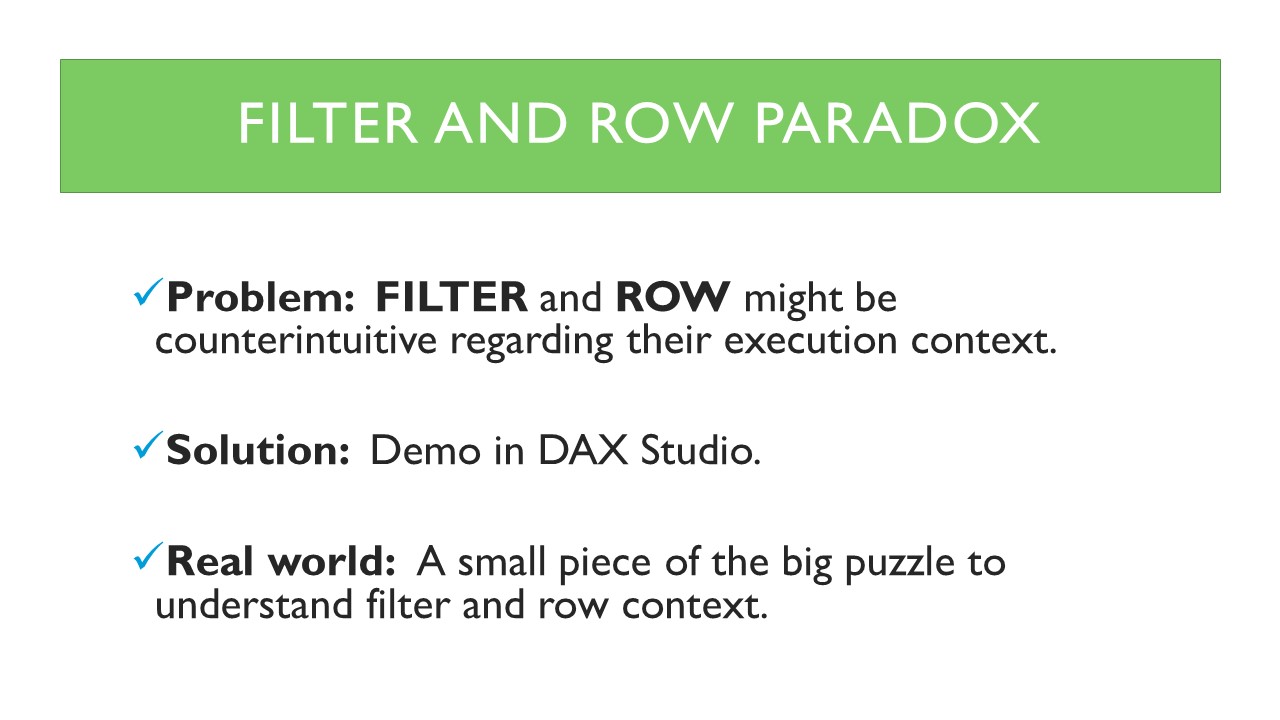 FILTER AND ROW PARADOX
Problem: FILTER and ROW might be
counterintuitive regarding their execution context.
Solution: Demo in DAX Studio.
Real world: A small piece of the big puzzle to
understand filter and row context.